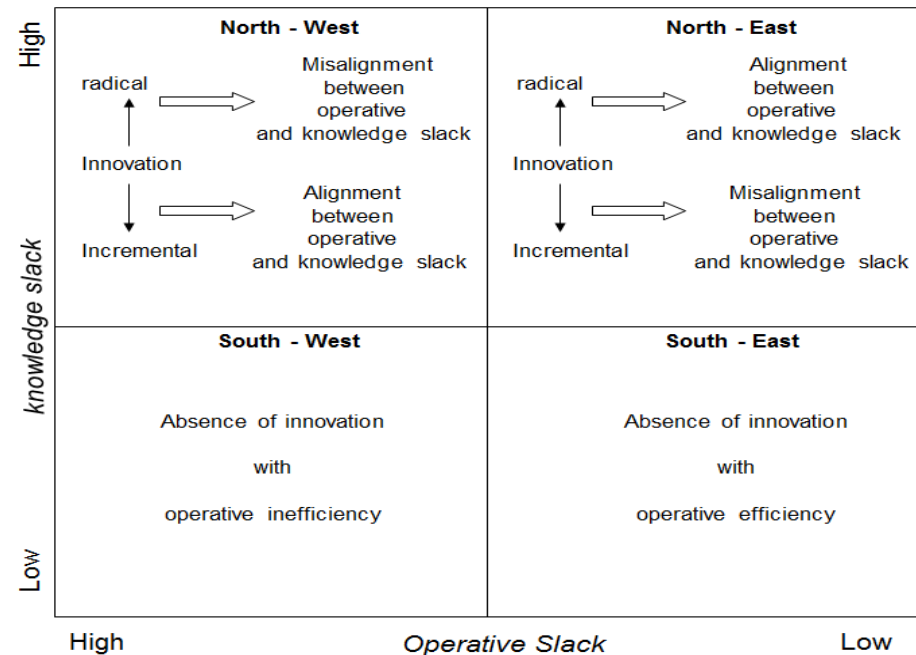 High
knowledge slack
Low
North - West
radical
Innovation
Incremental
Misalignment
between
operative
and knowledge slack
Alignment
between
operative
and knowledge slack
North - East
radical
Innovation
Incremental
Alignment
between
operative
and knowledge slack
Misalignment
between
operative
and knowledge slack
South - West
Absence of innovation
with
operative inefficiency
South - East
Absence of innovation
with
operative efficiency
High
Operative Slack
Low